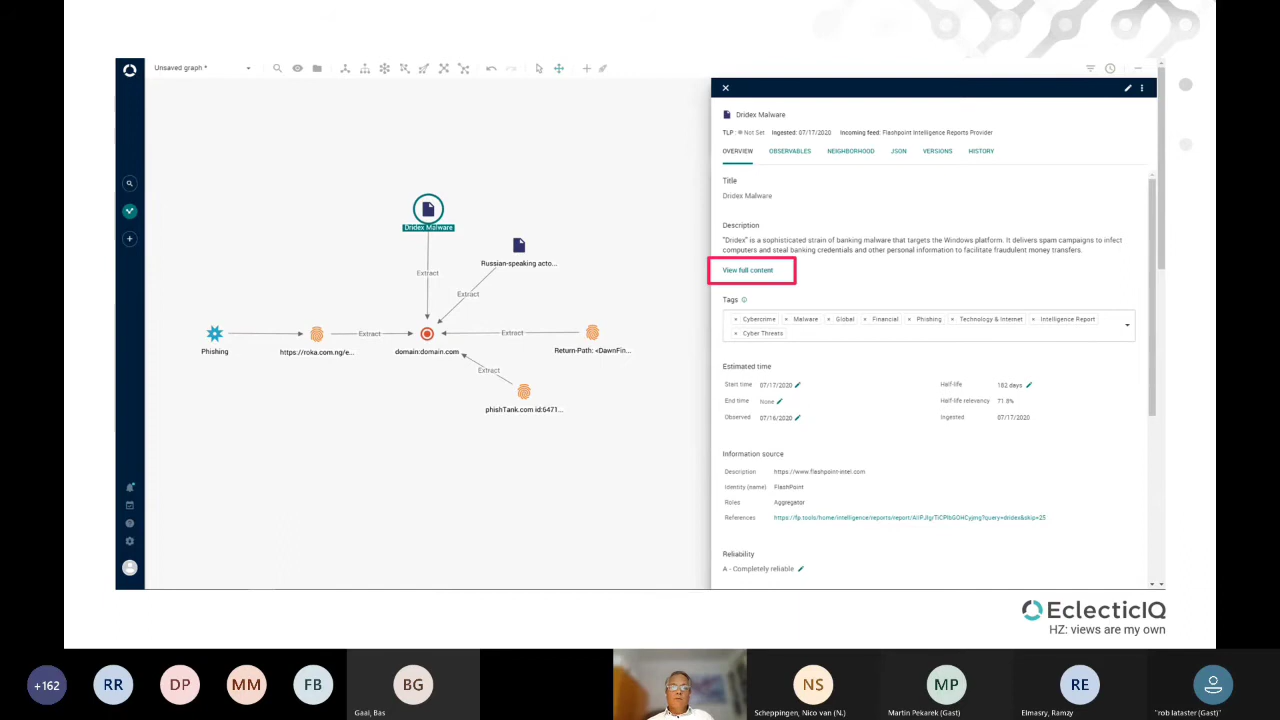 Unsaved graph *
Dridex Malware
TLP : Not Set Ingested: 07/17/2020 Incoming feed: Flashpoint Intelligence Reports Provider
OVERVIEW OBSERVABLES NEIGHBORHOOD JSON VERSIONS HISTORY
Title
Dridex Malware
Description
"Dridex" is a sophisticated strain of banking malware that targets the Windows platform. It delivers spam campaigns to infect
computers and steal banking credentials and other personal information to facilitate fraudulent money transfers.
View full content
Tags
× Cybercrime × Malware × Global × Financial × Phishing × Technology & Internet × Intelligence Report
× Cyber Threats
Estimated time
Start time 07/17/2020 Half-life 182 days
End time None Half-life relevancy 71.8%
Observed 07/16/2020 Ingested 07/17/2020
Information source
Description https://www.flashpoint-intel.com
Identity (name) FlashPoint
Roles Aggregator
References
Reliability
A - Completely reliable
Dridex Malware
Russian-speaking acto...
Extract
Extract
Extract
Extract
Extract
Phishing
https://roka.com.ng/e...
domain:domain.com
Return-Path: <DawnFin...
phishTank.com id:6471...
EclecticIQ
HZ: views are my own
+162
RR
DP
MM
FB
BG
Gaal, Bas
NS
Scheppingen, Nico van (N.)
MP
Martin Pekarek (Gast)
RE
Elmasry, Ramzy
"rob lataster (Gast)"